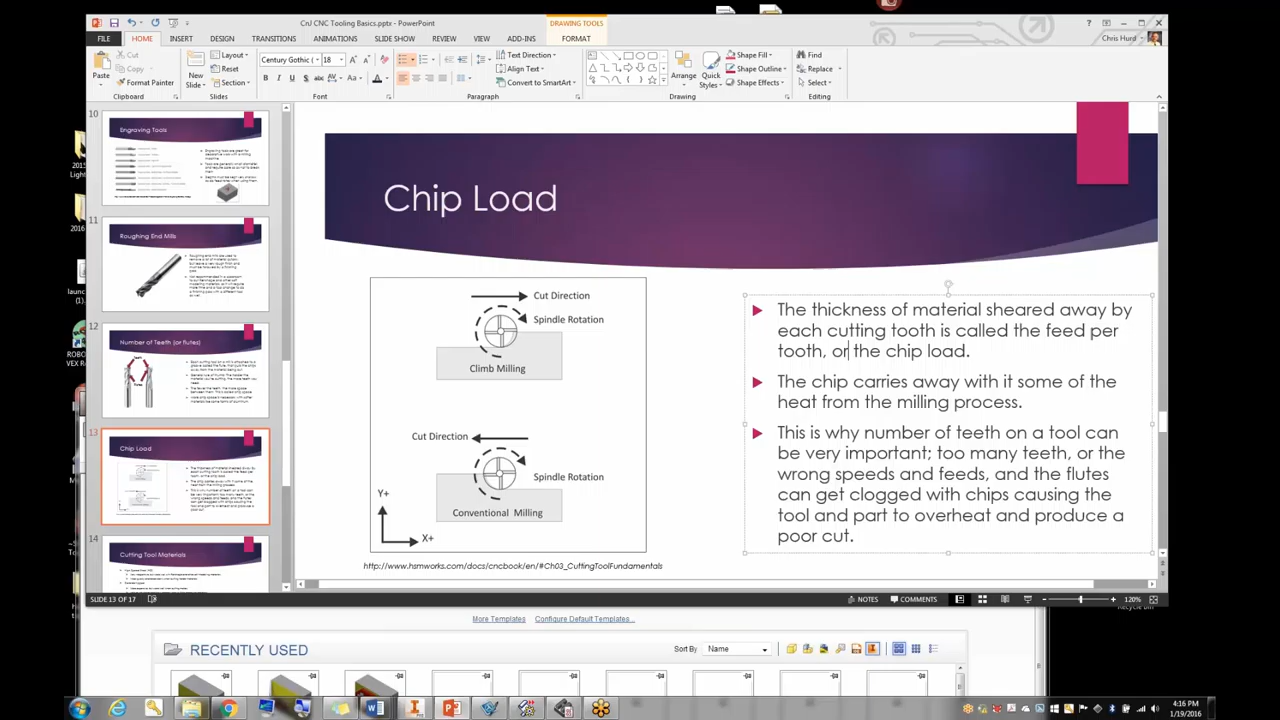 CnJ CNC Tooling Basics.pptx - PowerPoint
DRAWING TOOLS
FILE
HOME
INSERT
DESIGN
TRANSITIONS
ANIMATIONS
SLIDE SHOW
REVIEW
VIEW
ADD-INS
FORMAT
Chris Hurd
Paste
Cut
Copy
Format Painter
Clipboard
New
Slide
Layout
Reset
Section
Slides
Century Gothic (
18
Font
Text Direction
Align Text
Convert to SmartArt
Paragraph
Arrange
Quick
Styles
Shape Fill
Shape Outline
Shape Effects
Drawing
Find
Replace
Select
Editing
10
Engraving Tools
11
Roughing End Mills
12
Number of Teeth (or flutes)
13
Chip Load
14
Cutting Tool Materials
Chip Load
Cut Direction
Spindle Rotation
Climb Milling
Cut Direction
Spindle Rotation
Conventional Milling
Y+
X+
http://www.hsmworks.com/docs/cncbook/en/#Ch03_CuttingToolFundamentals
The thickness of material sheared away by
each cutting tooth is called the feed per
tooth, or the chip load.
The chip carries away with it some of the
heat from the milling process.
This is why number of teeth on a tool can
be very important; too many teeth, or the
wrong speeds and feeds, and the flutes
can get clogged with chips causing the
tool and part to overheat and produce a
poor cut.
SLIDE 13 OF 17
NOTES
COMMENTS
120%
More Templates
Configure Default Templates...
RECENTLY USED
Sort By
Name
4:16 PM
1/19/2016